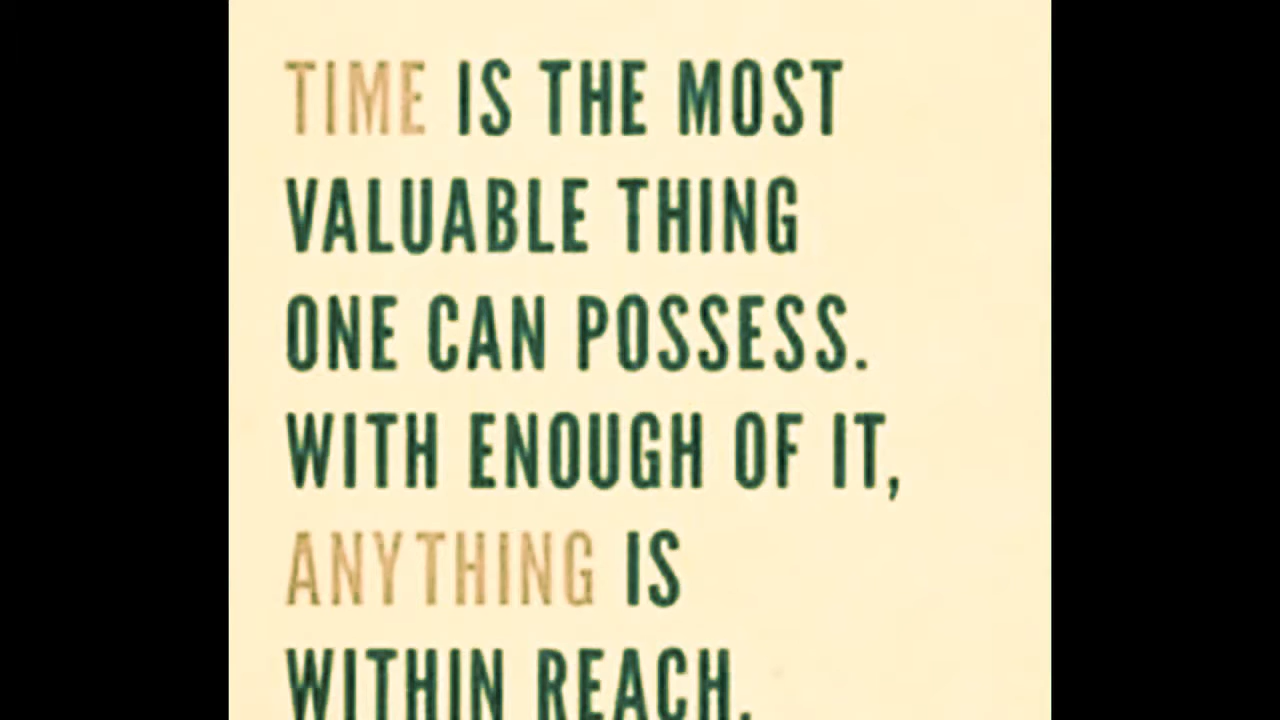 TIME IS THE MOST
VALUABLE THING
ONE CAN POSSESS.
WITH ENOUGH OF IT,
ANYTHING IS
WITHIN REACH.